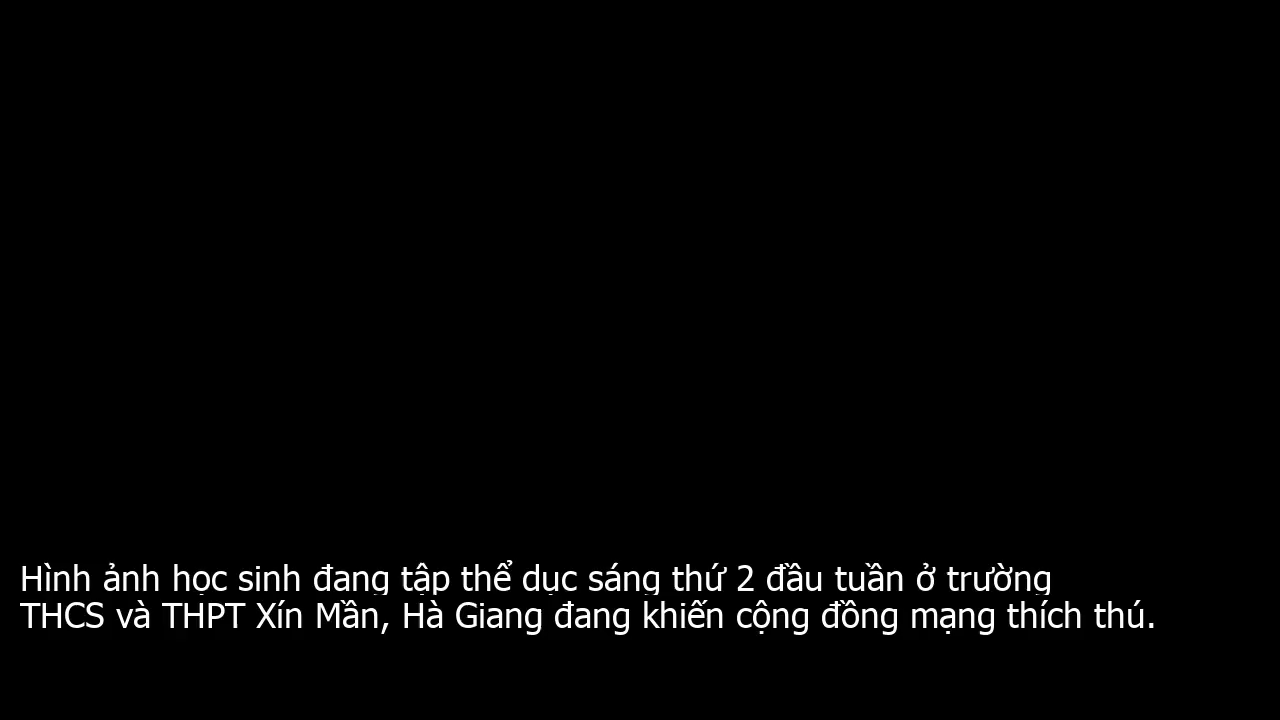 Hình ảnh học sinh đang tập thể dục sáng thứ 2 đầu tuần ở trường
THCS và THPT Xín Mần, Hà Giang đang khiến cộng đồng mạng thích thú.